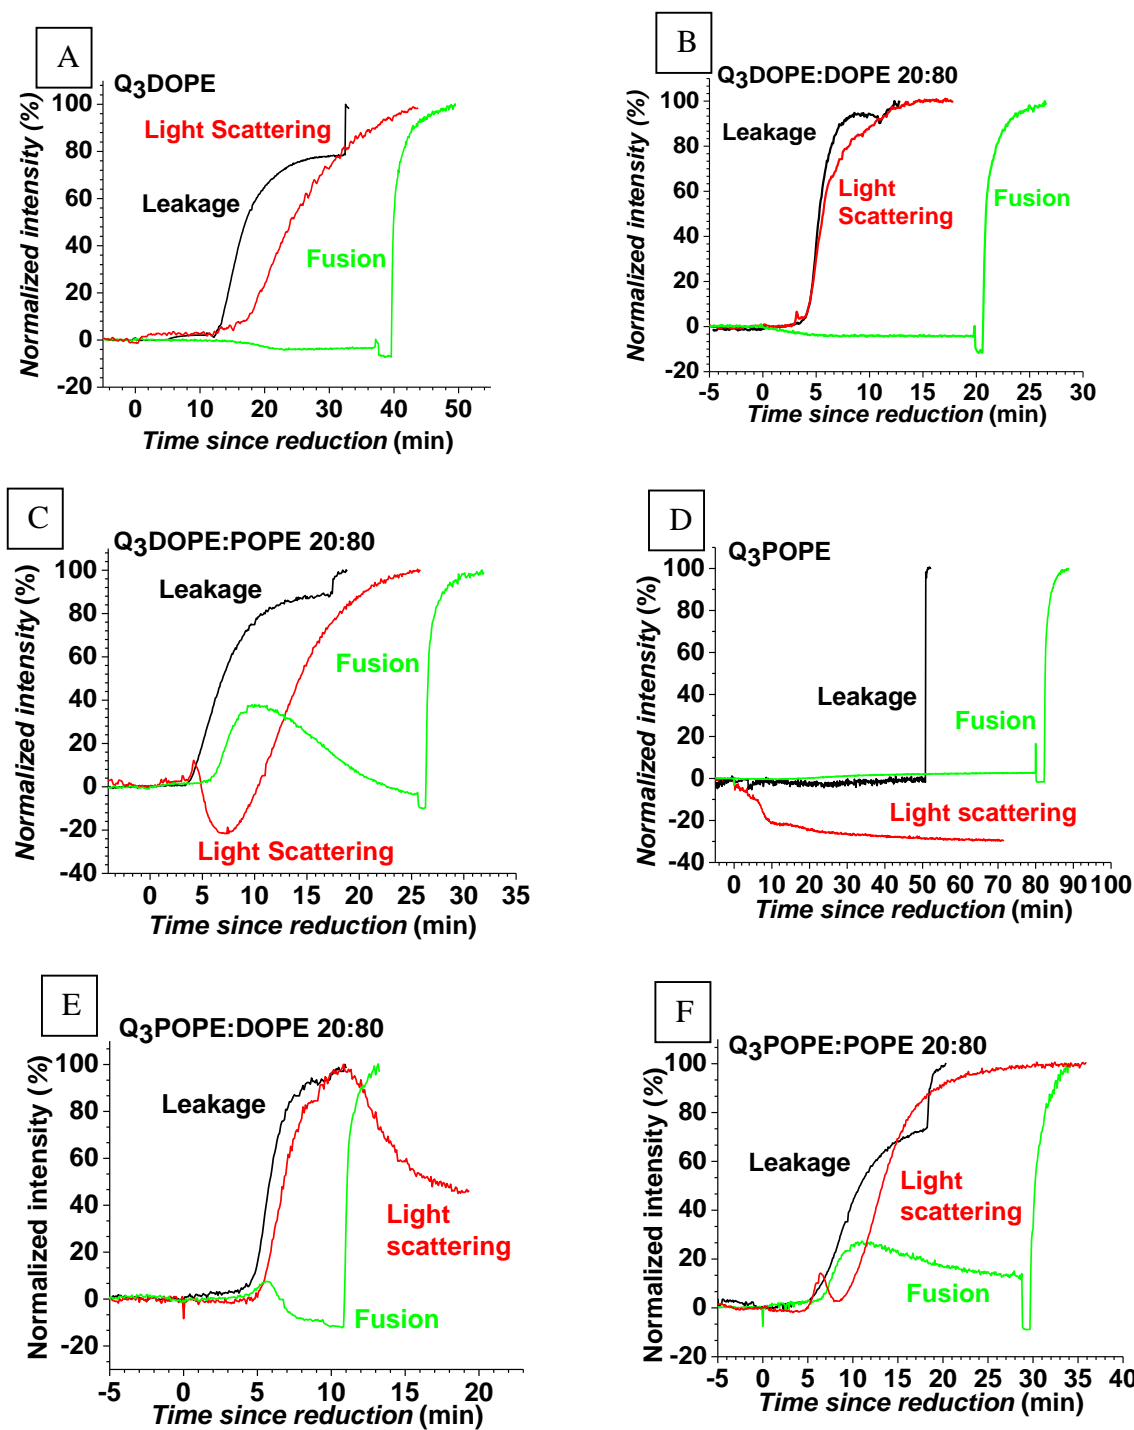 A
Q3DOPE
Normalized intensity (%)
100
80
60
40
20
0
-20
Light Scattering
Leakage
Fusion
0 10 20 30 40 50
Time since reduction (min)
B
Q3DOPE:DOPE 20:80
Normalized intensity (%)
100
80
60
40
20
0
-20
Leakage
Light
Scattering
Fusion
-5 0 5 10 15 20 25 30
Time since reduction (min)
C
Q3DOPE:POPE 20:80
Normalized intensity (%)
100
80
60
40
20
0
-20
-40
Leakage
Fusion
Light Scattering
0 5 10 15 20 25 30 35
Time since reduction (min)
D
Q3POPE
Normalized intensity (%)
100
80
60
40
20
0
-20
-40
Leakage
Fusion
Light scattering
0 10 20 30 40 50 60 70 80 90 100
Time since reduction (min)
E
Q3POPE:DOPE 20:80
Normalized intensity (%)
100
80
60
40
20
0
-20
Leakage
Light
scattering
Fusion
-5 0 5 10 15 20
Time since reduction (min)
F
Q3POPE:POPE 20:80
Normalized intensity (%)
100
80
60
40
20
0
-20
Leakage
Light
scattering
Fusion
-5 0 5 10 15 20 25 30 35 40
Time since reduction (min)